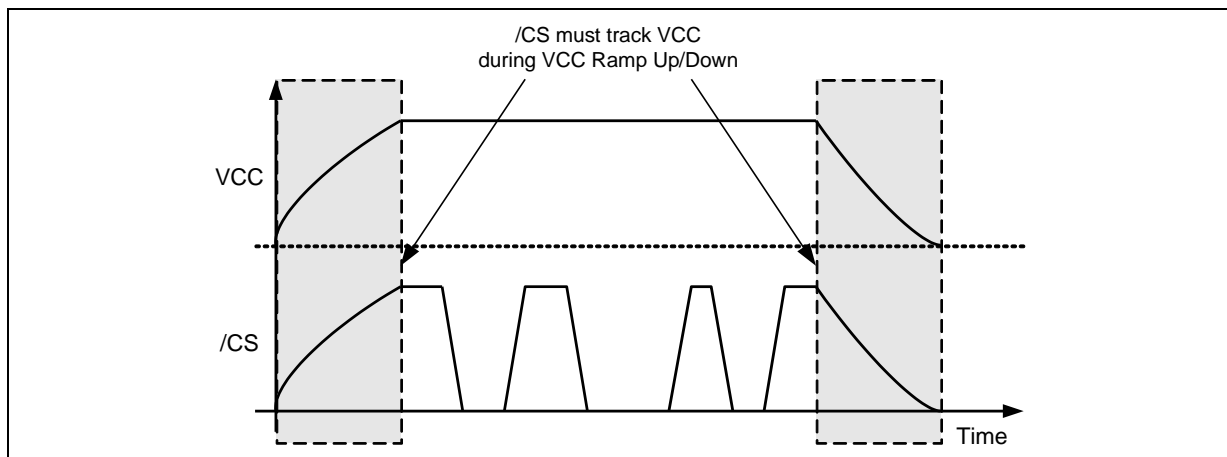 /CS must track VCC
during VCC Ramp Up/Down
VCC
/CS
Time